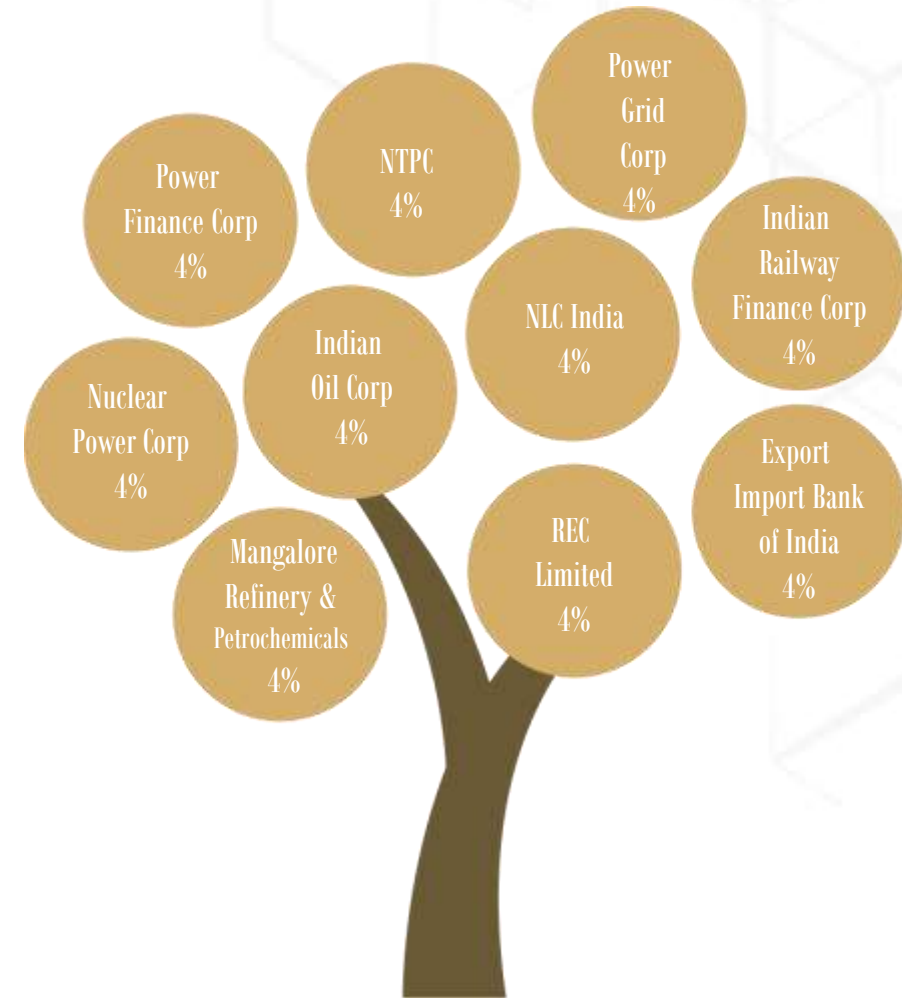 Power
Grid
Corp
4%
NTPC
4%
Power
Finance Corp
4%
Indian
Railway
Finance Corp
4%
NLC India
4%
Indian
Oil Corp
4%
Nuclear
Power Corp
4%
Export
Import Bank
of India
4%
REC
Limited
4%
Mangalore
Refinery &
Petrochemicals
4%